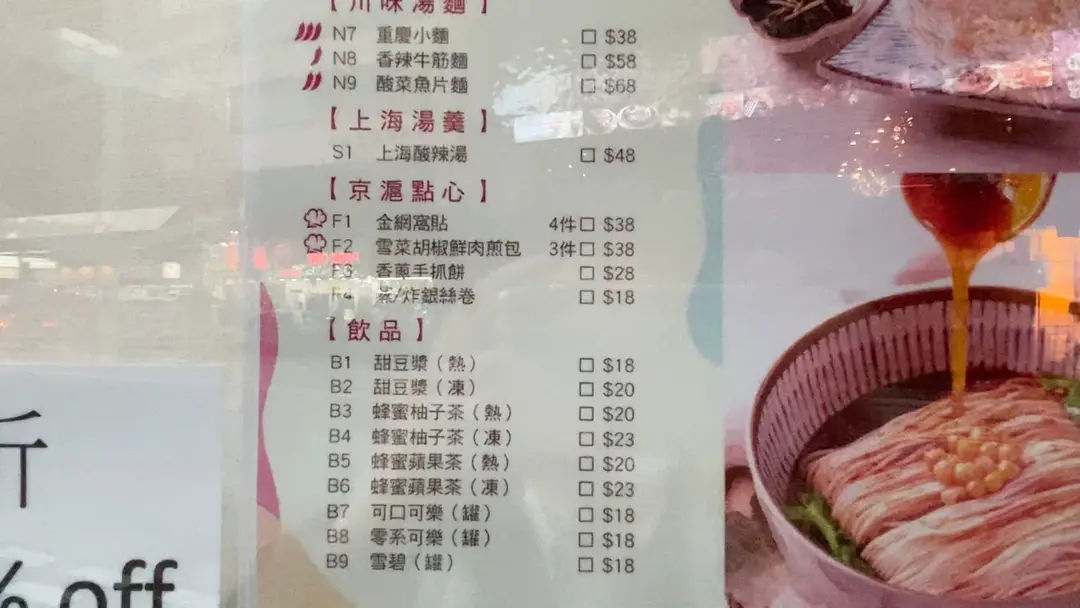 【川味湯麵】
N7 重慶小麵 □ $38
N8 香辣牛筋麵 □ $58
N9 酸菜魚片麵 □ $68
【上海湯羹】
S1 上海酸辣湯 □ $48
【京滬點心】
F1 金網窩貼 4件 □ $38
F2 雪菜胡椒鮮肉煎包 3件 □ $38
F3 香蔥手抓餅 □ $28
F4 蒸/炸銀絲卷 □ $18
【飲品】
B1 甜豆漿（熱） □ $18
B2 甜豆漿（凍） □ $20
B3 蜂蜜柚子茶（熱） □ $20
B4 蜂蜜柚子茶（凍） □ $23
B5 蜂蜜蘋果茶（熱） □ $20
B6 蜂蜜蘋果茶（凍） □ $23
B7 可口可樂（罐） □ $18
B8 零系可樂（罐） □ $18
B9 雪碧（罐） □ $18
% off